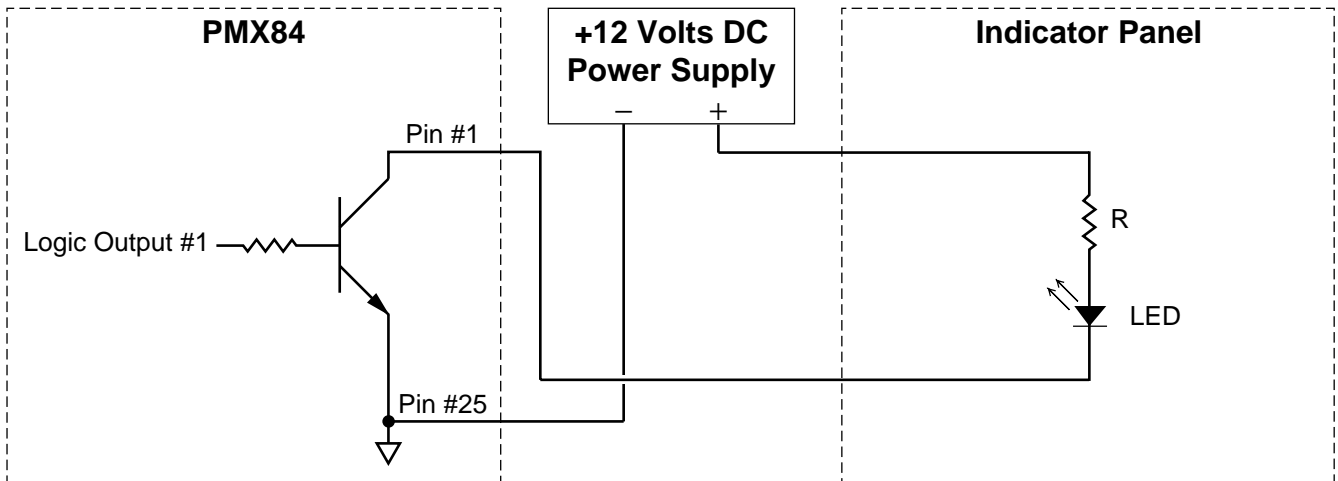 PMX84
+12 Volts DC
Power Supply
− +
Indicator Panel
Pin #1
Logic Output #1
R
LED
Pin #25